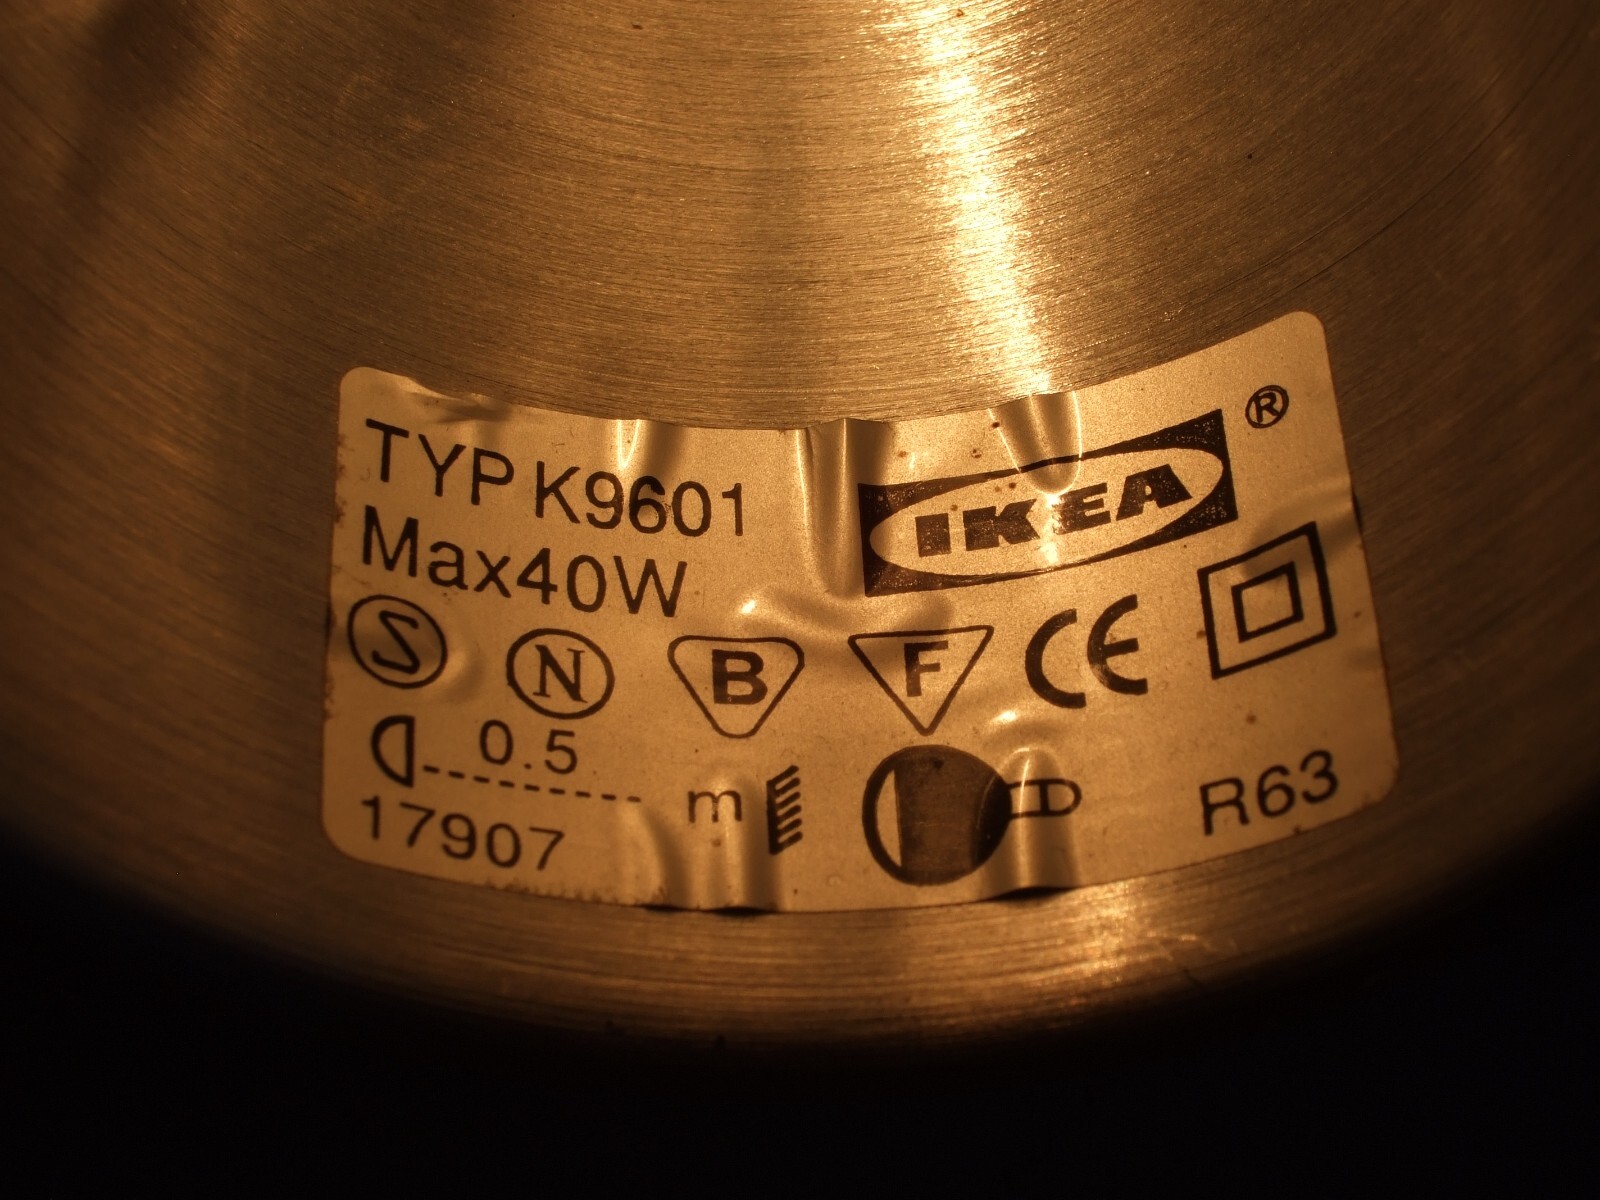 TYP K9601
IKEA ®
Max40W
S N B F CE
0.5 m
17907
R63